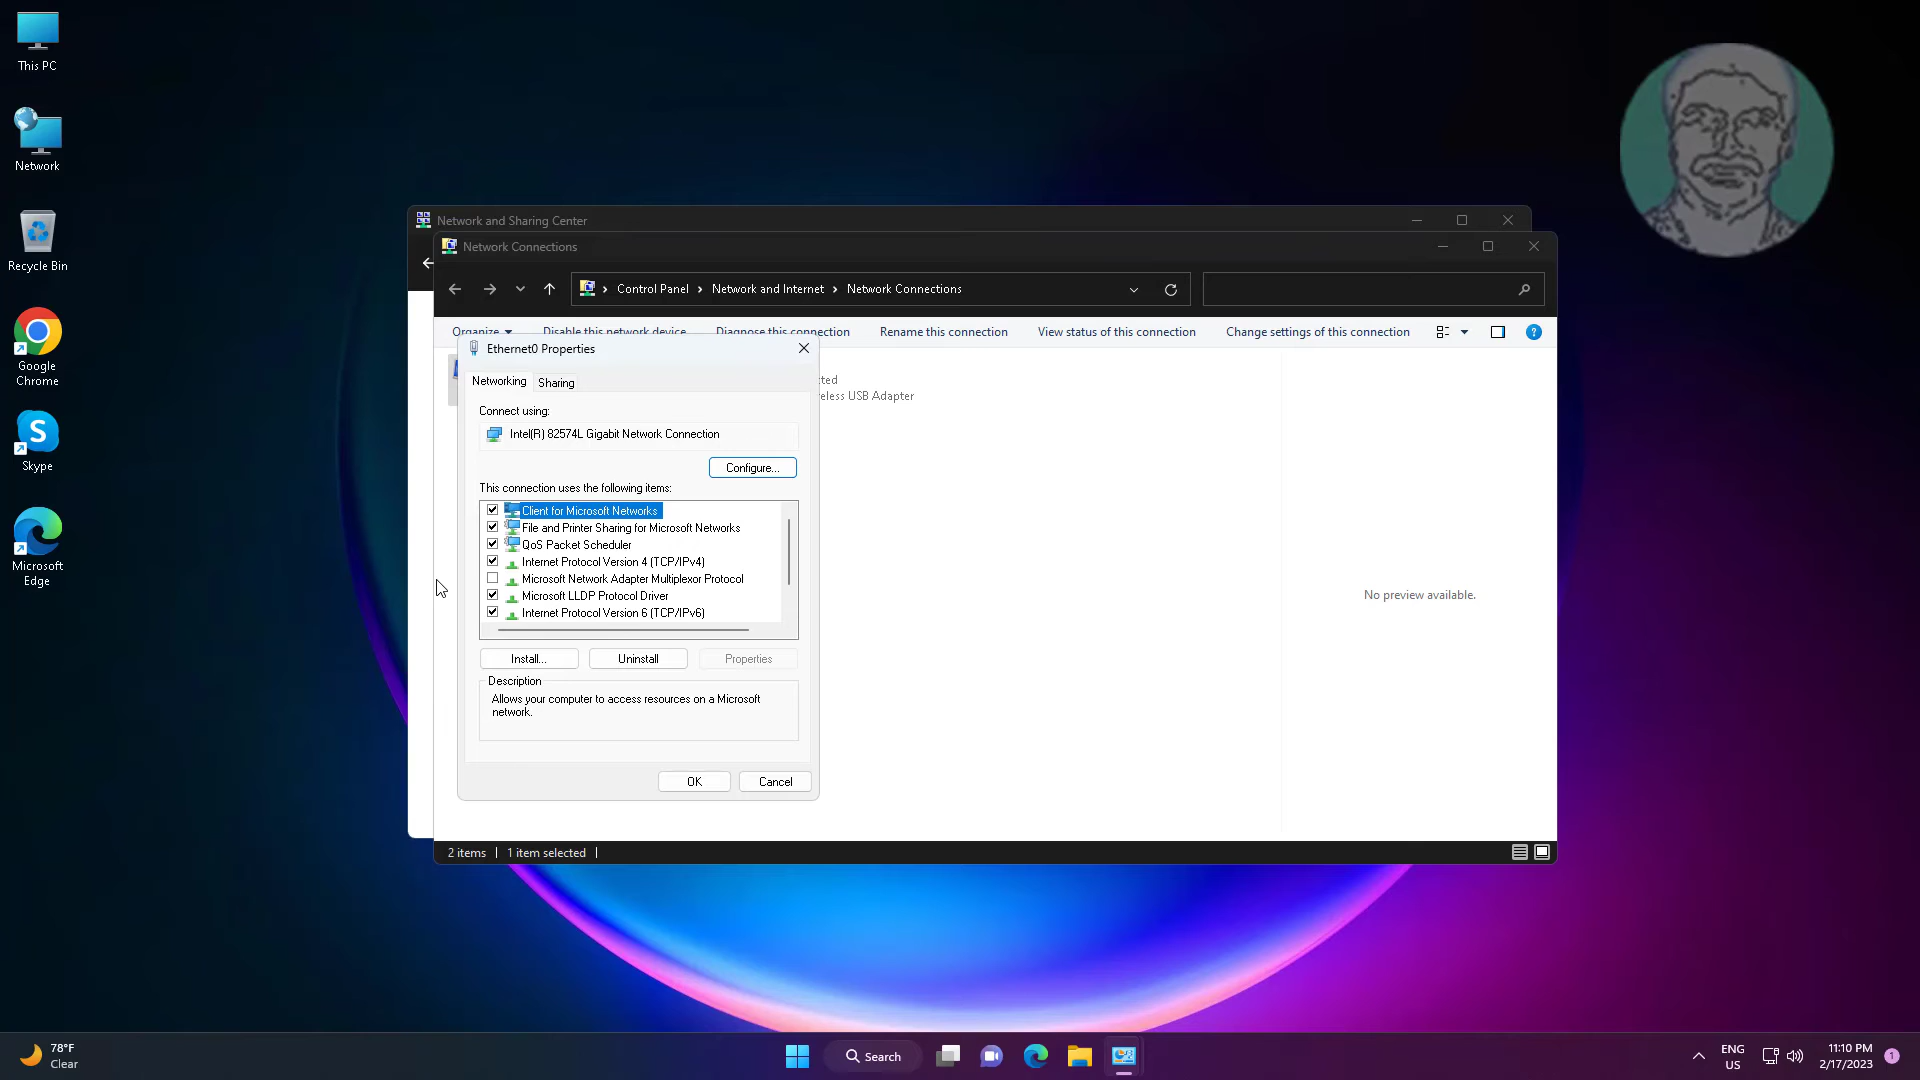 This PC
Network
Recycle Bin
Google
Chrome
Skype
Microsoft
Edge
Network and Sharing Center
Network Connections
Control Panel
Network and Internet
Network Connections
Organize
Disable this network device
Diagnose this connection
Rename this connection
View status of this connection
Change settings of this connection
Ethernet0 Properties
Networking
Sharing
Connect using:
Intel(R) 82574L Gigabit Network Connection
Configure...
This connection uses the following items:
Client for Microsoft Networks
File and Printer Sharing for Microsoft Networks
QoS Packet Scheduler
Internet Protocol Version 4 (TCP/IPv4)
Microsoft Network Adapter Multiplexor Protocol
Microsoft LLDP Protocol Driver
Internet Protocol Version 6 (TCP/IPv6)
Install...
Uninstall
Properties
Description
Allows your computer to access resources on a Microsoft
network.
OK
Cancel
cted
eless USB Adapter
No preview available.
2 items
1 item selected
78°F
Clear
Search
ENG
US
11:10 PM
2/17/2023
1